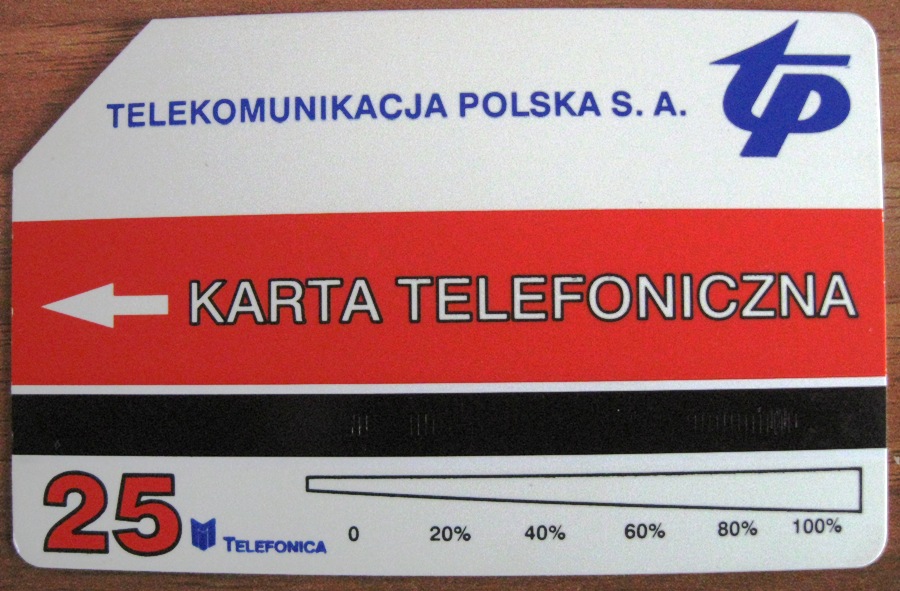 TELEKOMUNIKACJA POLSKA S. A.
tp
KARTA TELEFONICZNA
25
TELEFONICA
0 20% 40% 60% 80% 100%